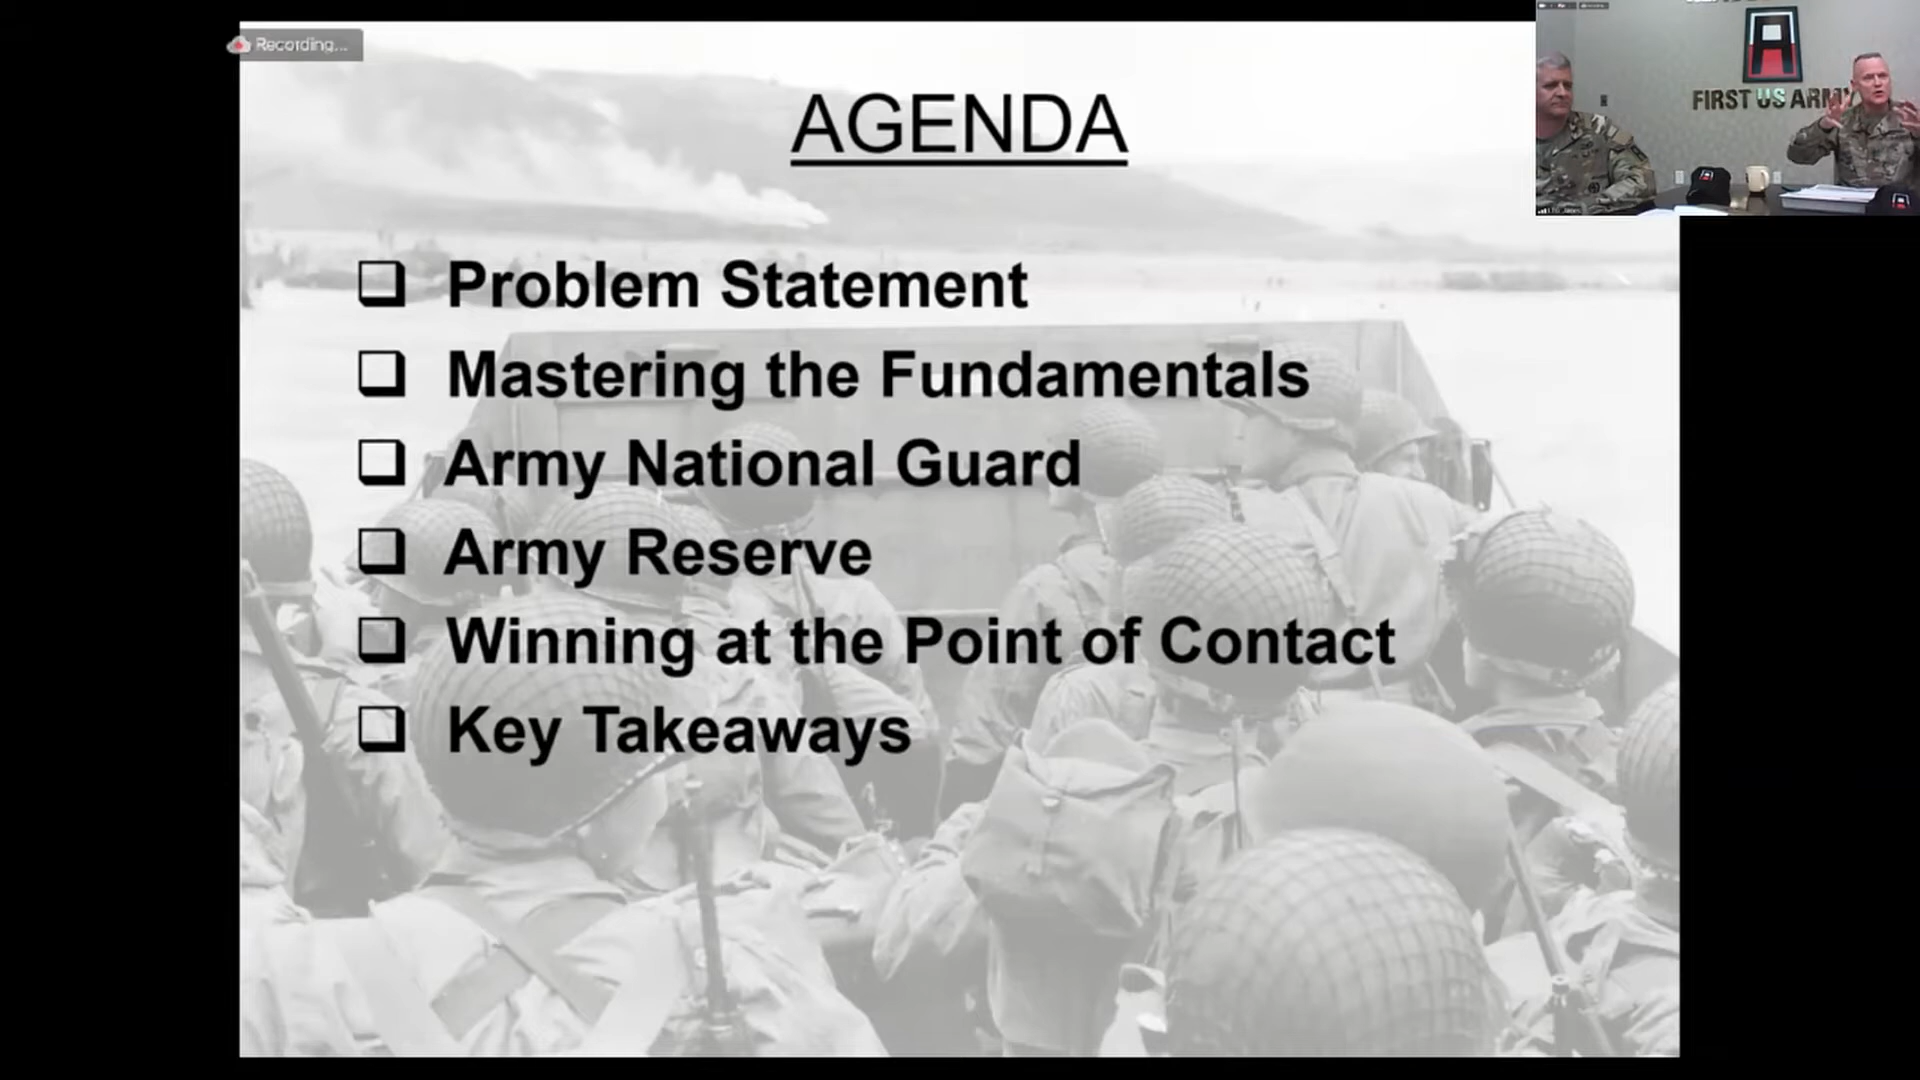 Recording...
AGENDA
FIRST US ARMY
Problem Statement
Mastering the Fundamentals
Army National Guard
Army Reserve
Winning at the Point of Contact
Key Takeaways